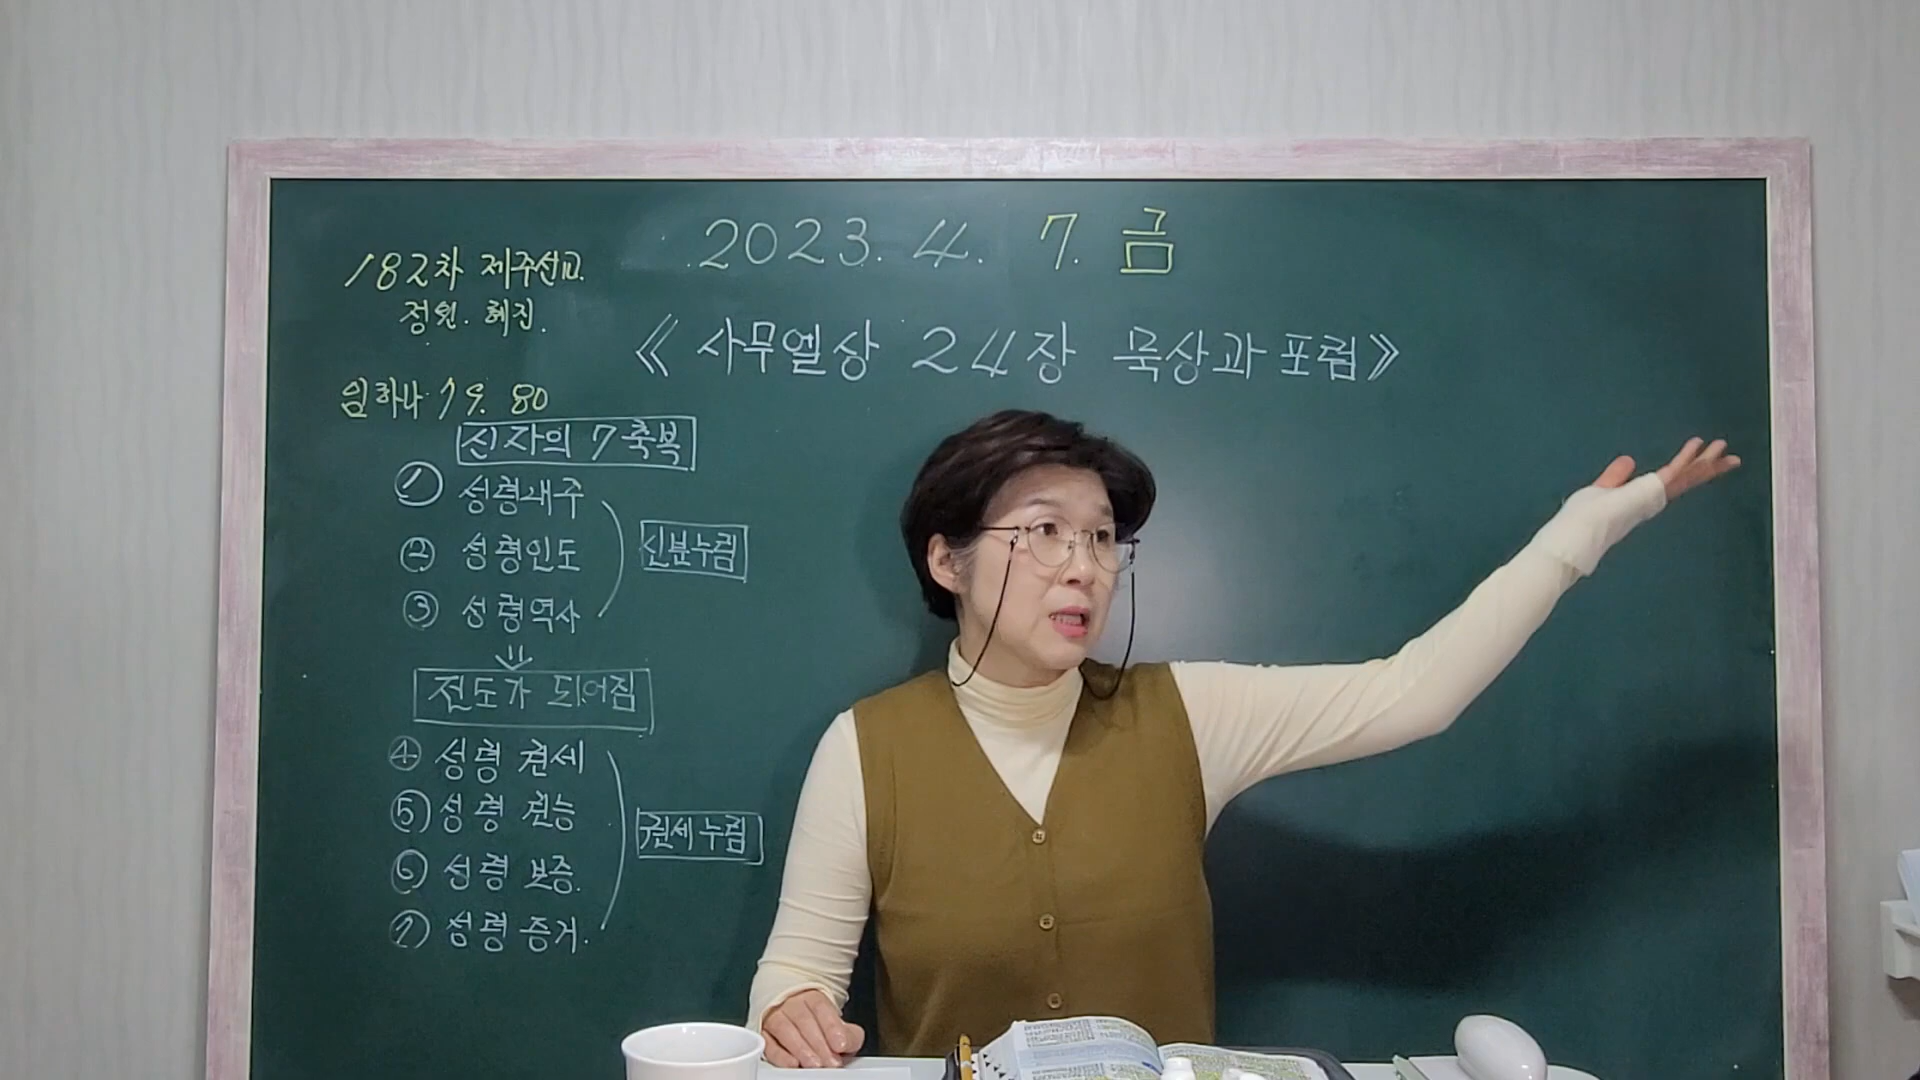 2023. 4. 7. 금
《 사무엘상 24장 묵상과 포럼》
182차 제주선교.
정원. 혜진.
임하나 79. 80
신자의 7 축복
① 성령내주
② 성령인도
③ 성령역사
신분누림
전도가 되어짐
④ 성령 권세
⑤ 성령 권능
⑥ 성령 보증.
⑦ 성령 증거.
권세누림